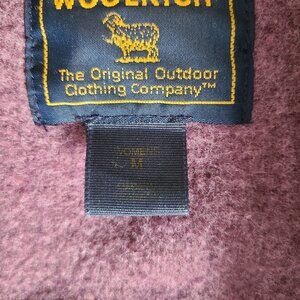 WOOLRICH
The Original Outdoor
Clothing Company™
WOMENS
M